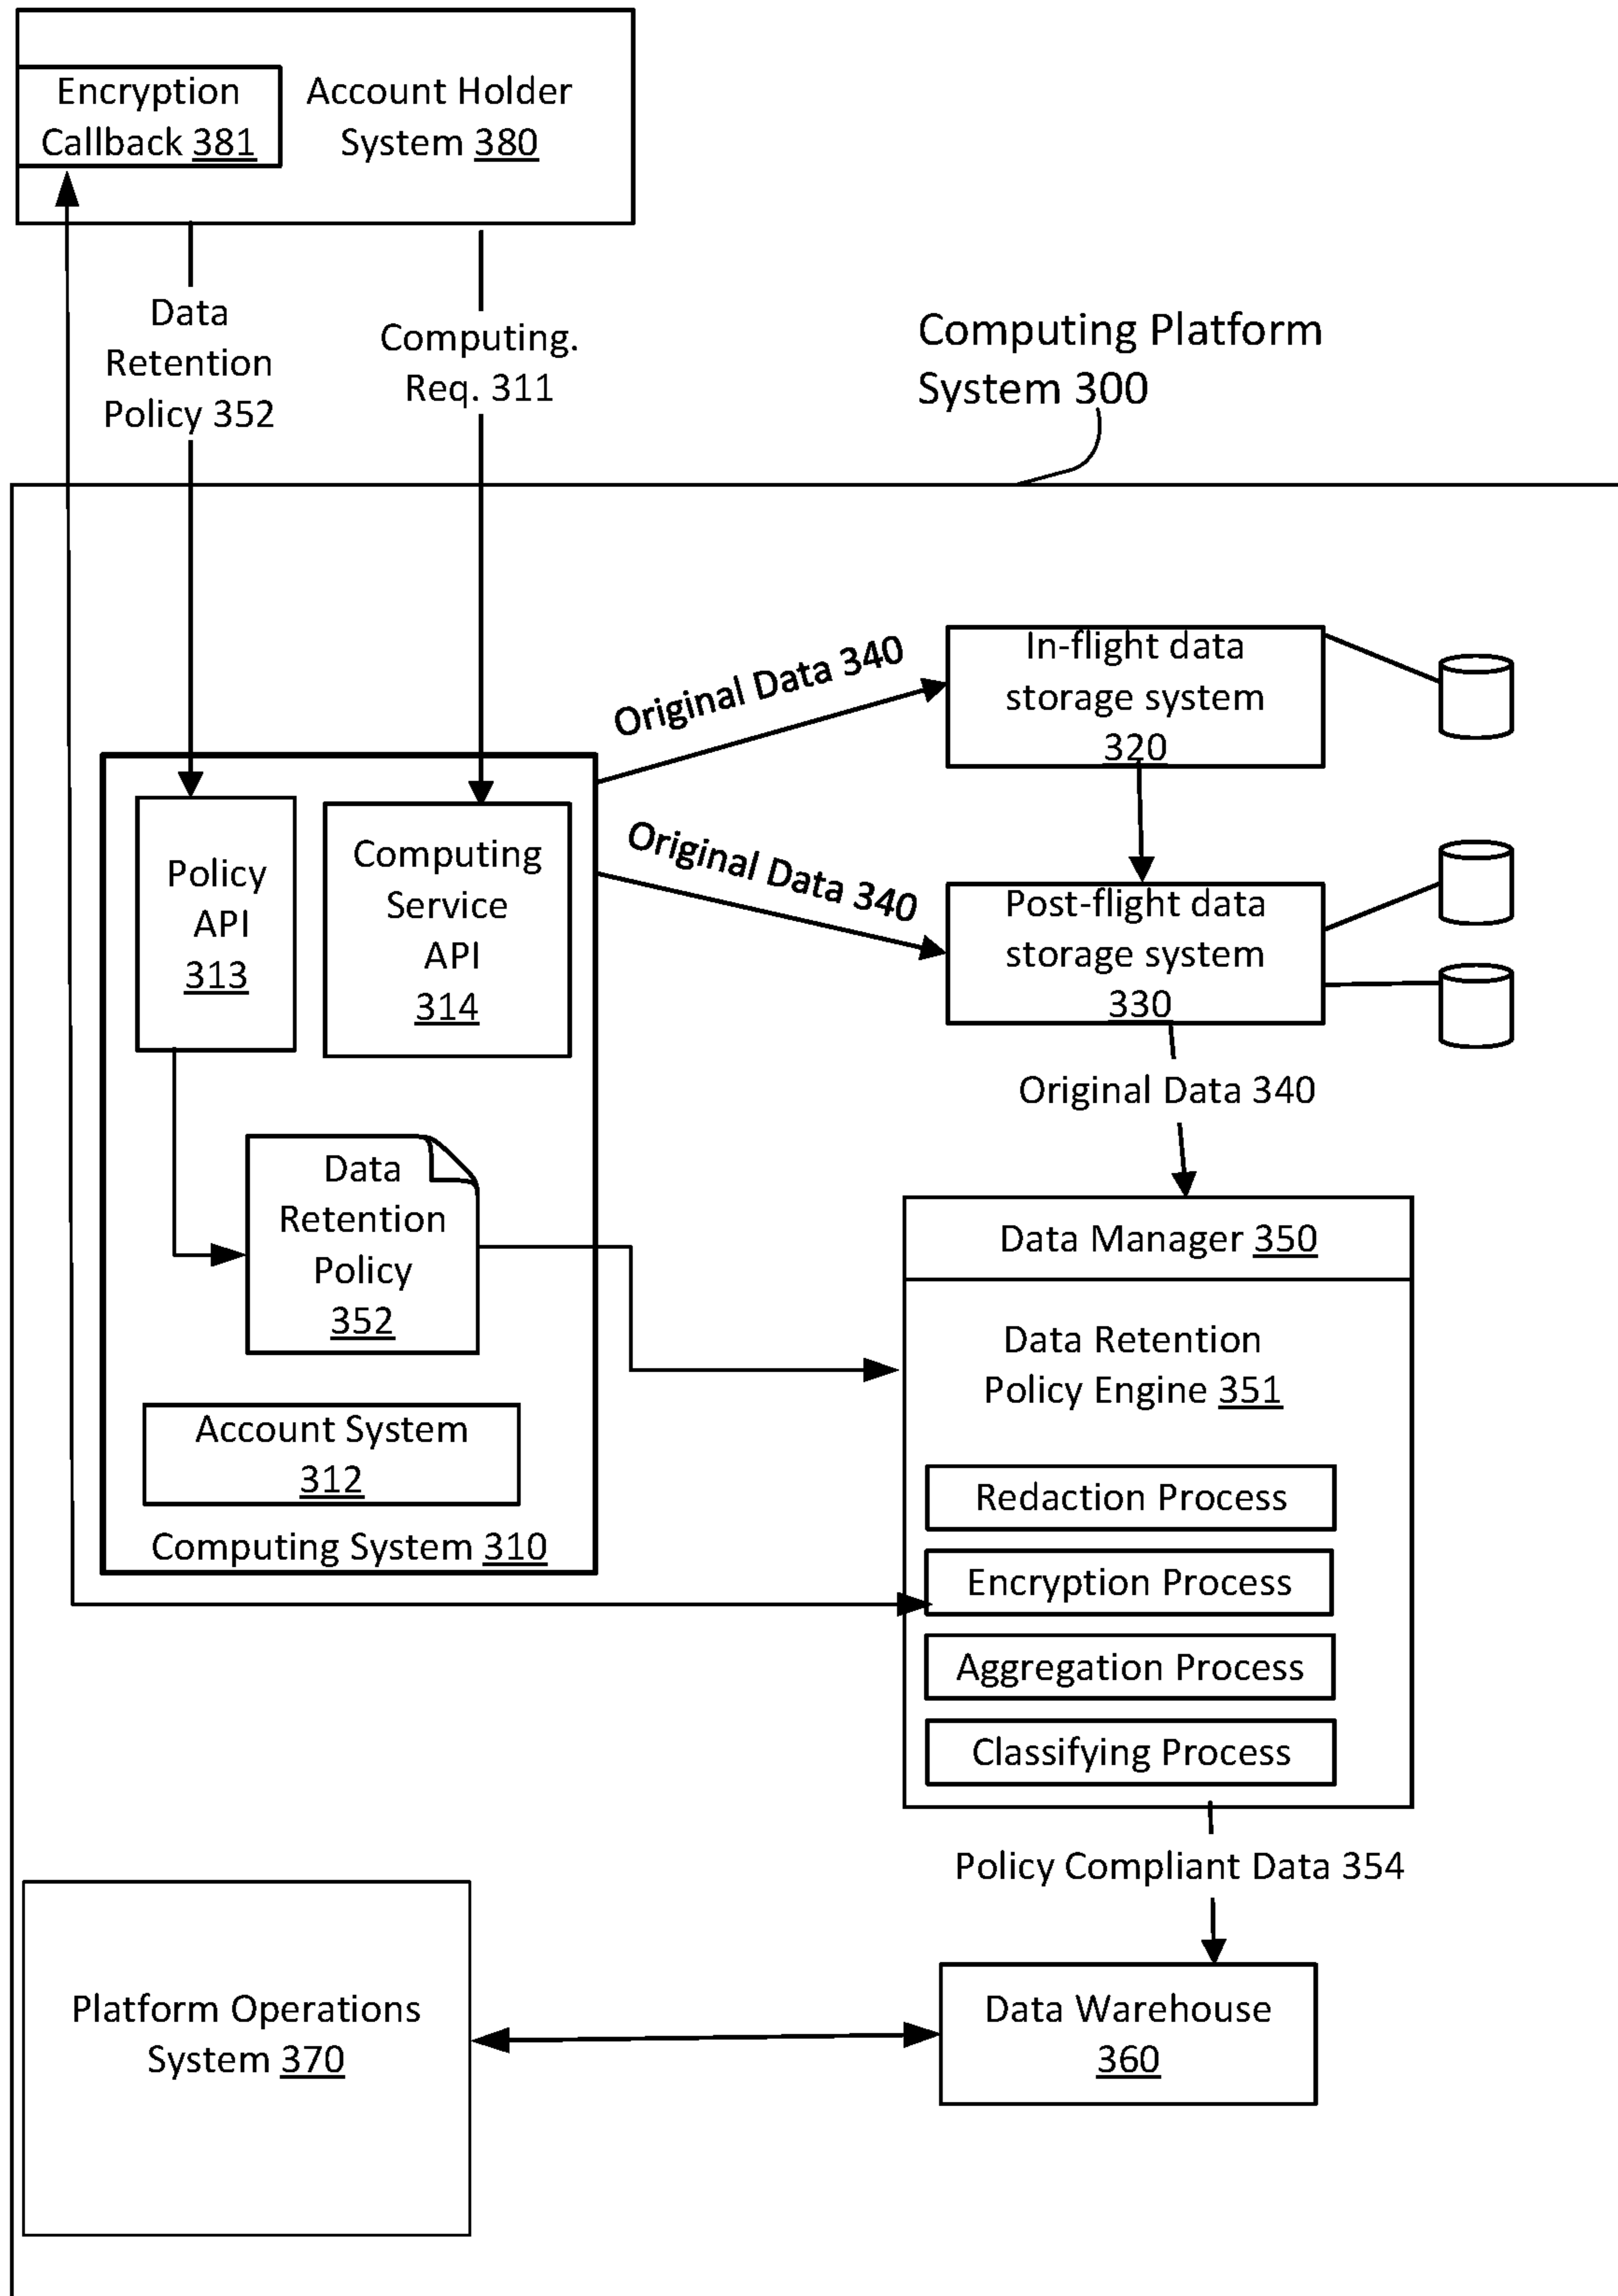 Encryption
Callback 381
Account Holder
System 380
Data
Retention
Policy 352
Computing.
Req. 311
Computing Platform
System 300
Original Data 340
In-flight data
storage system
320
Original Data 340
Post-flight data
storage system
330
Policy
API
313
Computing
Service
API
314
Original Data 340
Data
Retention
Policy
352
Data Manager 350
Data Retention
Policy Engine 351
Account System
312
Computing System 310
Redaction Process
Encryption Process
Aggregation Process
Classifying Process
Policy Compliant Data 354
Platform Operations
System 370
Data Warehouse
360